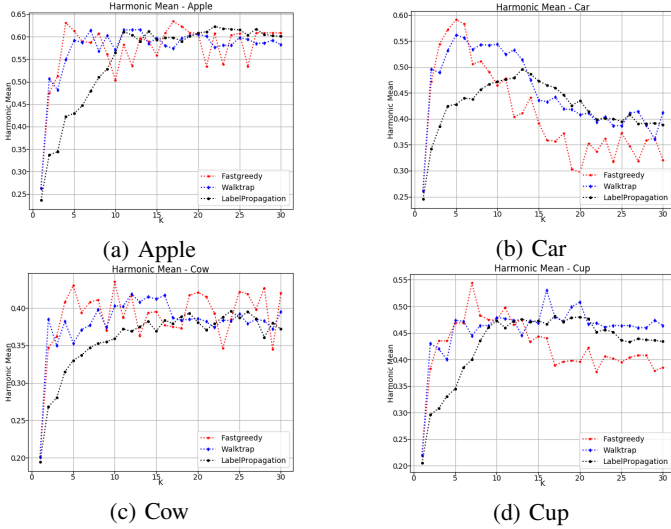 Harmonic Mean - Apple
Harmonic Mean
0.60
0.55
0.50
0.45
0.40
0.35
0.30
0.25
0 5 10 15 20 25 30
K
Fastgreedy
Walktrap
LabelPropagation
(a) Apple
Harmonic Mean - Car
Harmonic Mean
0.60
0.55
0.50
0.45
0.40
0.35
0.30
0.25
0 5 10 15 20 25 30
K
Fastgreedy
Walktrap
LabelPropagation
(b) Car
Harmonic Mean - Cow
Harmonic Mean
0.40
0.35
0.30
0.25
0.20
0 5 10 15 20 25 30
K
Fastgreedy
Walktrap
LabelPropagation
(c) Cow
Harmonic Mean - Cup
Harmonic Mean
0.55
0.50
0.45
0.40
0.35
0.30
0.25
0.20
0 5 10 15 20 25 30
K
Fastgreedy
Walktrap
LabelPropagation
(d) Cup